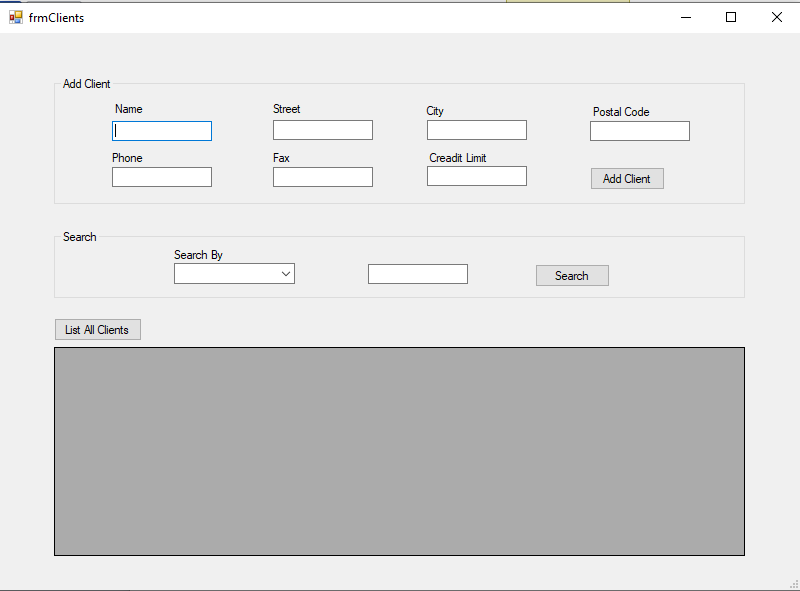 frmClients
Add Client
Name Street City Postal Code
Phone Fax Creadit Limit
Add Client
Search
Search By
Search
List All Clients